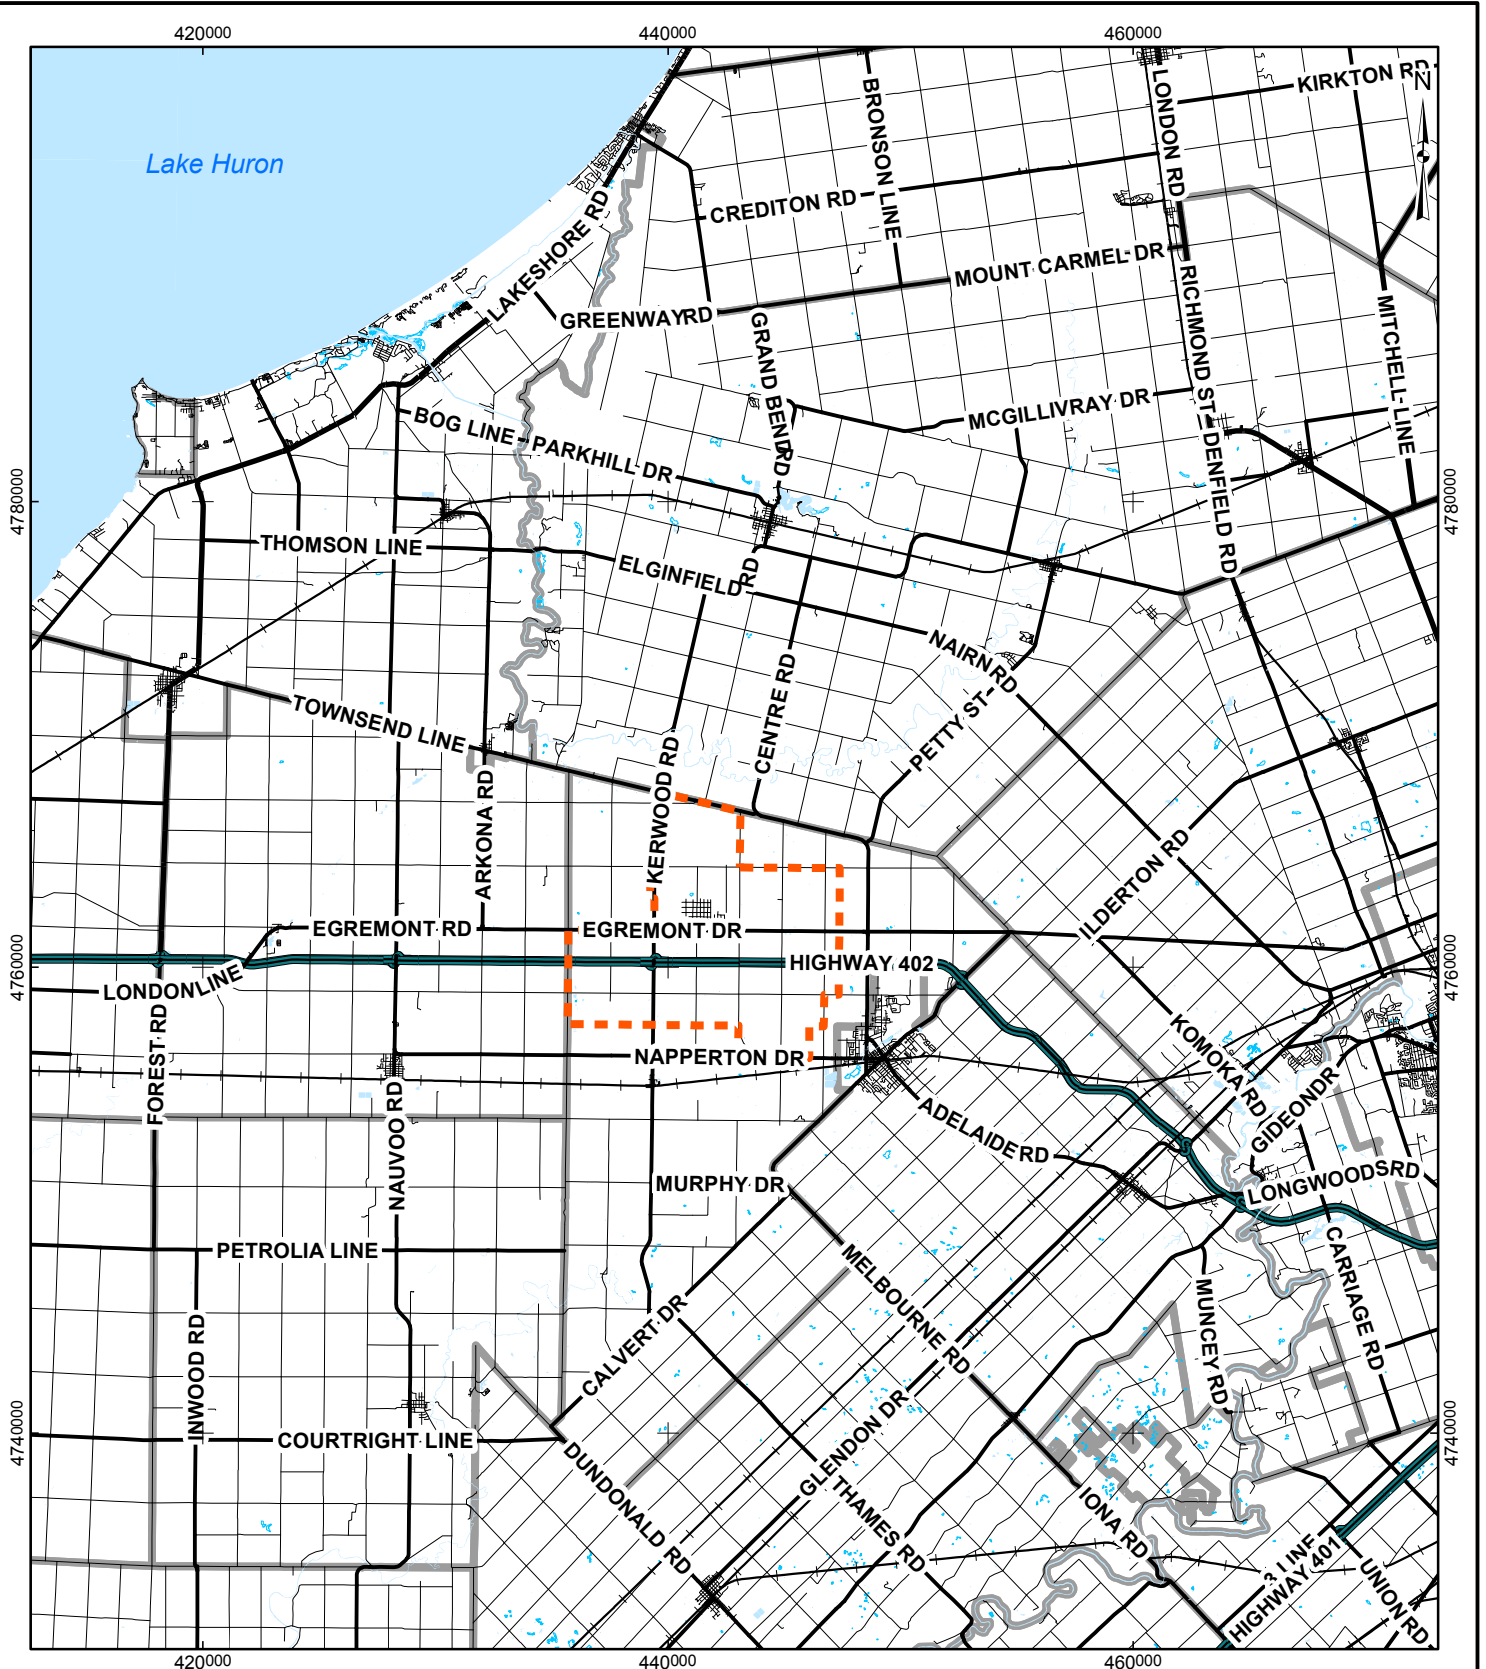 420000
440000
460000
KIRKTON RD
N
LONDON RD
BRONSON LINE
Lake Huron
CREDITON RD
LAKESHORE RD
MOUNT CARMEL DR
GREENWAY RD
RICHMOND ST
GRAND BEND RD
MITCHELL LINE
MCGILLIVRAY DR
BOG LINE
PARKHILL DR
DENFIELD RD
4780000
4780000
THOMSON LINE
ELGINFIELD RD
NAIRN RD
CENTRE RD
PETTY ST
TOWNSEND LINE
KERWOOD RD
ARKONA RD
ILDERTON RD
EGREMONT RD
EGREMONT DR
HIGHWAY 402
4760000
4760000
LONDON LINE
FOREST RD
KOMOKA RD
NAPPERTON DR
GIDEON DR
ADELAIDE RD
NAUVOO RD
LONGWOODS RD
MURPHY DR
PETROLIA LINE
MELBOURNE RD
CARRIAGE RD
MUNCEY RD
CALVERT DR
INWOOD RD
GLENDON DR
4740000
4740000
COURTRIGHT LINE
DUNDONALD RD
THAMES RD
IONA RD
3 LINE
HIGHWAY 401
UNION RD
420000
440000
460000